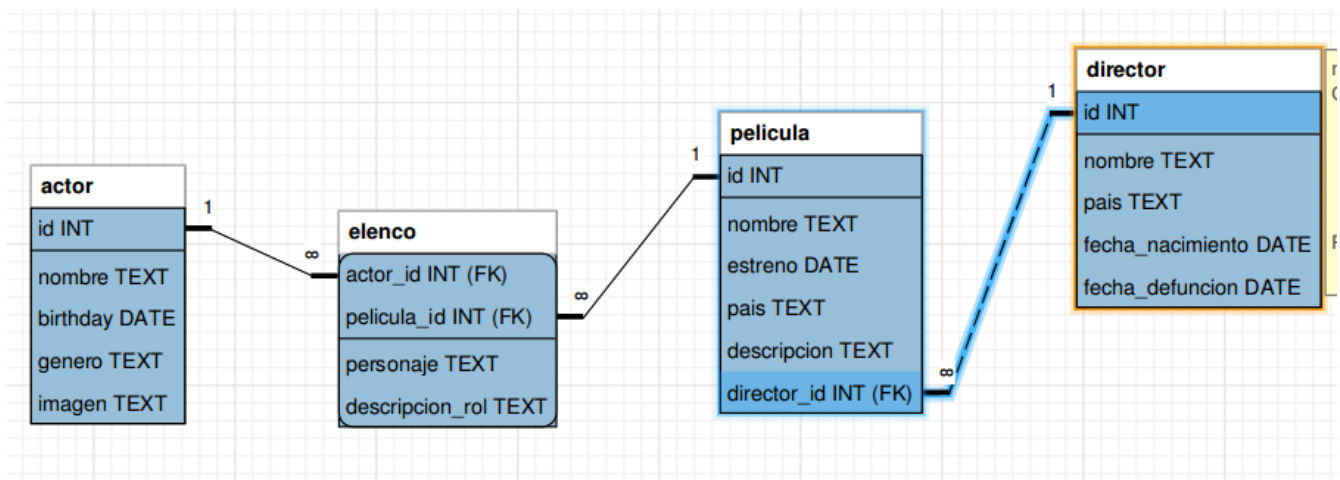 actor
id INT
nombre TEXT
birthday DATE
genero TEXT
imagen TEXT
1
∞
elenco
actor_id INT (FK)
pelicula_id INT (FK)
personaje TEXT
descripcion_rol TEXT
∞
1
pelicula
id INT
nombre TEXT
estreno DATE
pais TEXT
descripcion TEXT
director_id INT (FK)
∞
1
director
id INT
nombre TEXT
pais TEXT
fecha_nacimiento DATE
fecha_defuncion DATE